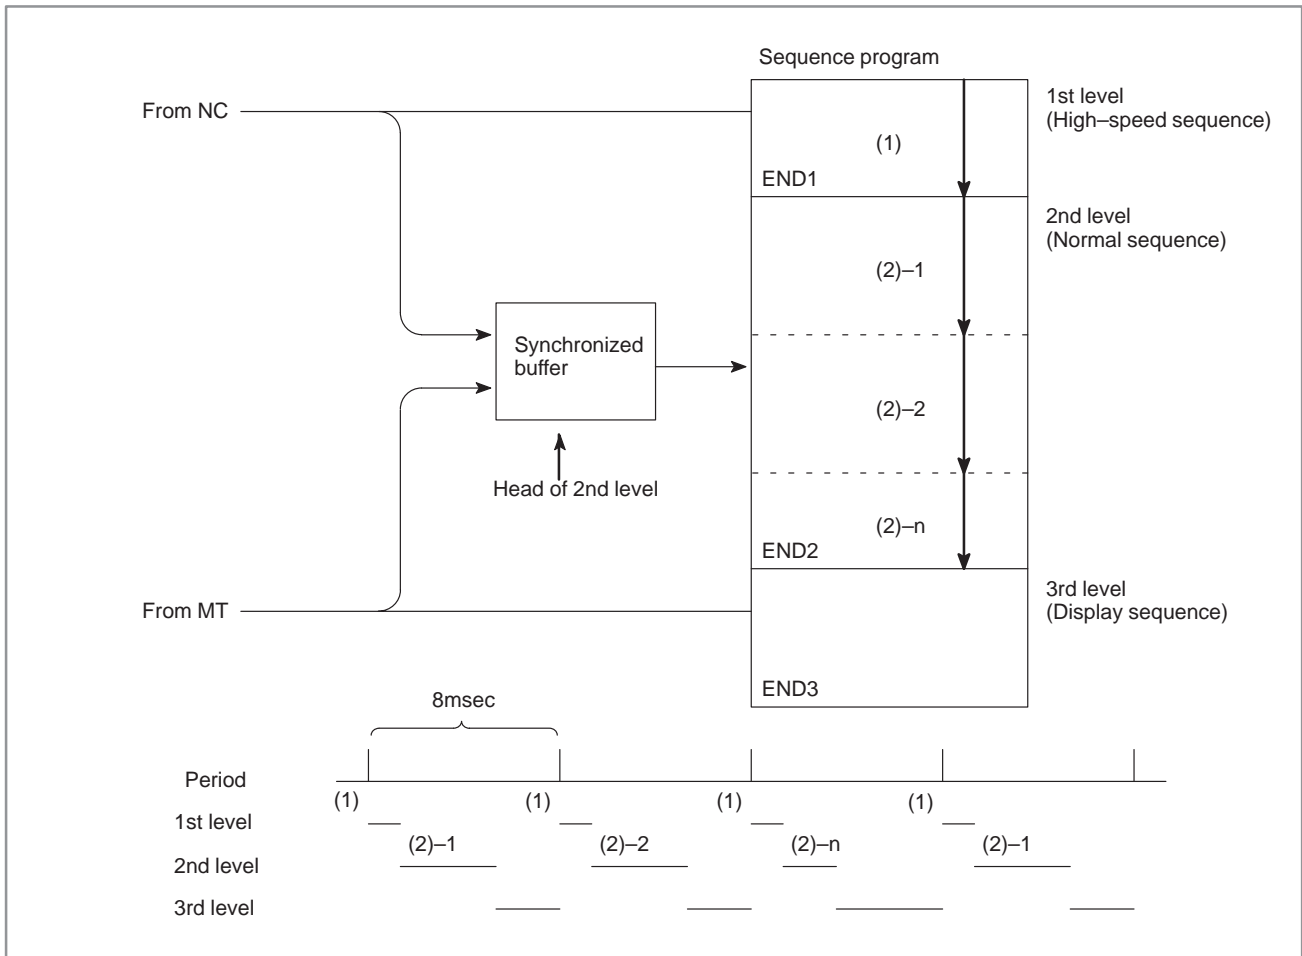 Sequence program
From NC
1st level
(High–speed sequence)
(1)
END1
2nd level
(Normal sequence)
(2)–1
Synchronized
buffer
(2)–2
Head of 2nd level
(2)–n
END2
3rd level
(Display sequence)
From MT
END3
8msec
Period
(1) (1) (1) (1)
1st level
(2)–1 (2)–2 (2)–n (2)–1
2nd level
3rd level